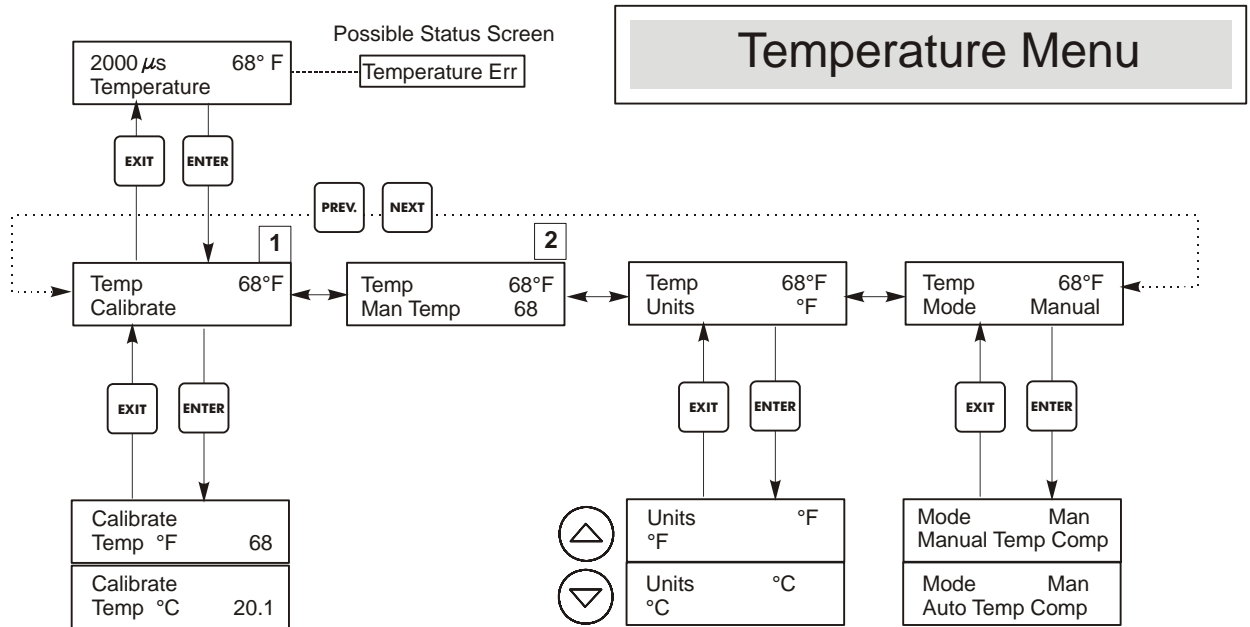 Temperature Menu
Possible Status Screen
Temperature Err
2000 µs 68° F
Temperature
EXIT ENTER
PREV. NEXT
1
2
Temp 68°F
Calibrate
Temp 68°F
Man Temp 68
Temp 68°F
Units °F
Temp 68°F
Mode Manual
EXIT ENTER
EXIT ENTER
EXIT ENTER
Calibrate
Temp °F 68
Calibrate
Temp °C 20.1
Units °F
°F
Units °C
°C
Mode Man
Manual Temp Comp
Mode Man
Auto Temp Comp